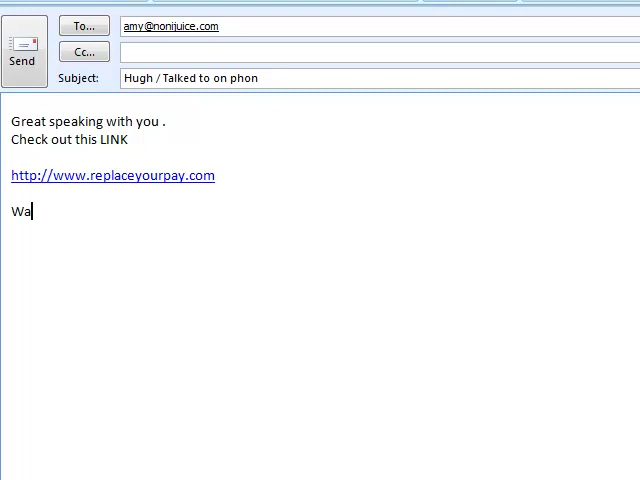 To...
amy@nonijuice.com
Send
Cc...
Subject:
Hugh / Talked to on phon
Great speaking with you .
Check out this LINK
http://www.replaceyourpay.com
Wa